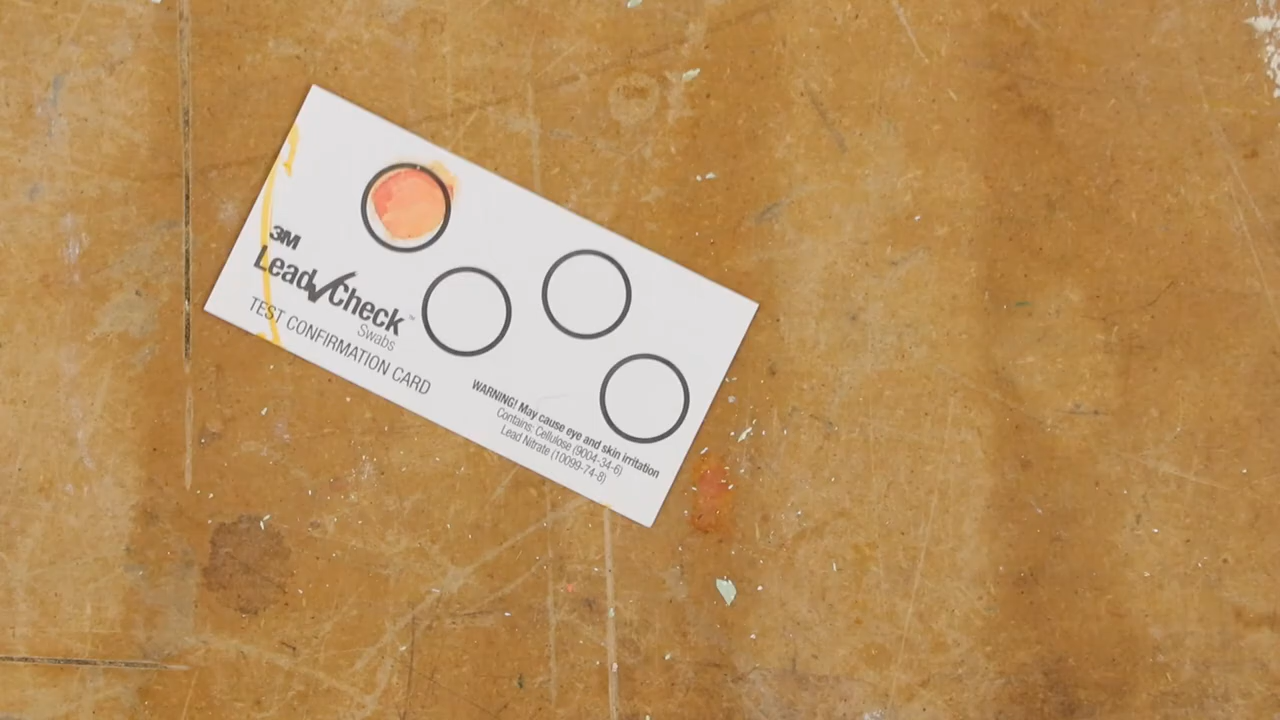 3M
LeadCheck™
Swabs
TEST CONFIRMATION CARD
WARNING! May cause eye and skin irritation
Contains: Cellulose (9004-34-6)
Lead Nitrate (10099-74-8)